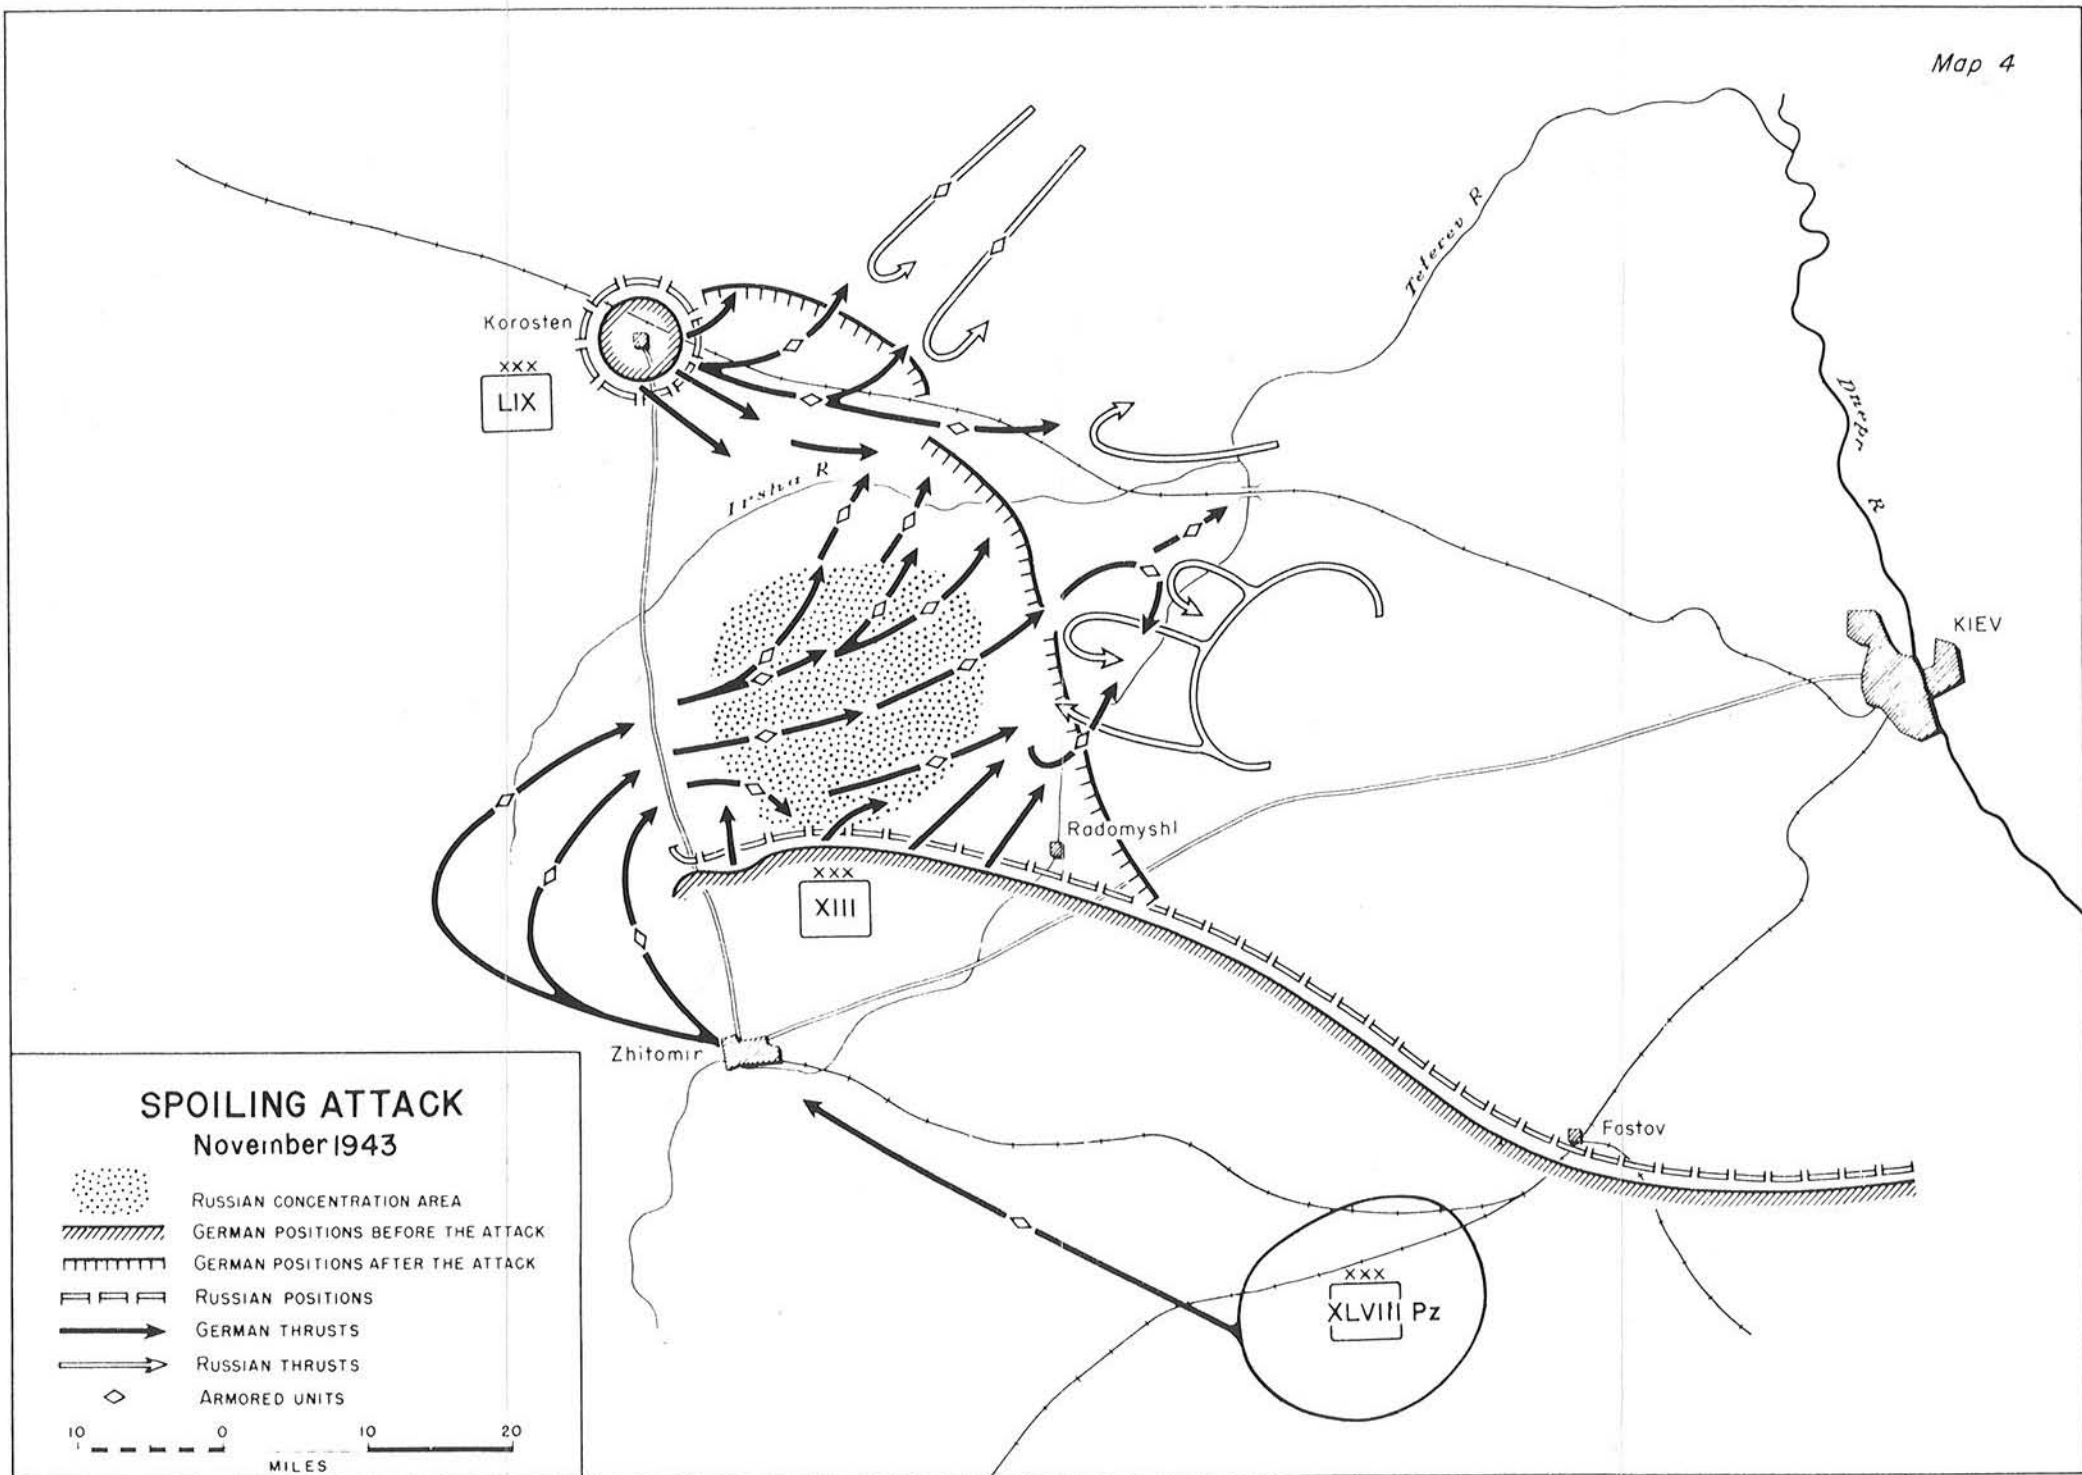 Map 4
Teterev R
Korosten
xxx
LIX
Dnepr R
Irsha R
KIEV
Radomyshl
xxx
XIII
Zhitomir
Fastov
xxx
XLVIII Pz
SPOILING ATTACK
November 1943
RUSSIAN CONCENTRATION AREA
GERMAN POSITIONS BEFORE THE ATTACK
GERMAN POSITIONS AFTER THE ATTACK
RUSSIAN POSITIONS
GERMAN THRUSTS
RUSSIAN THRUSTS
ARMORED UNITS
10 0 10 20
MILES